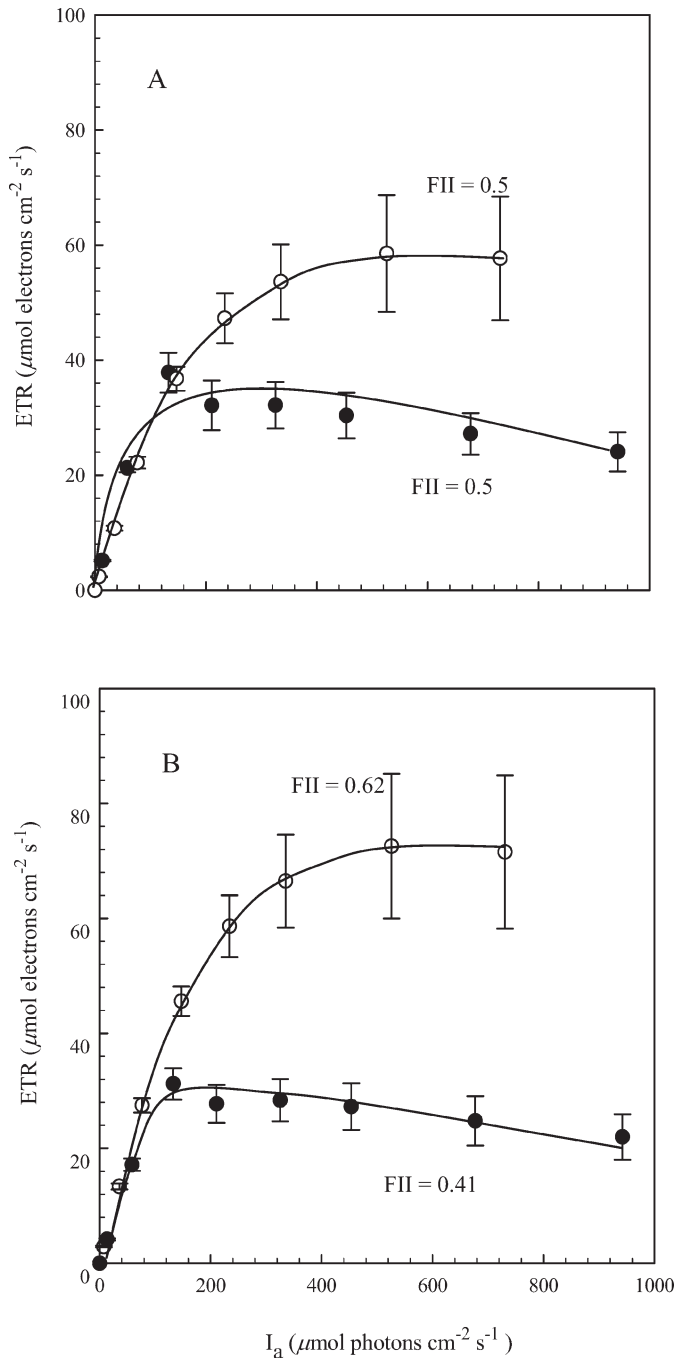 100
A
80
FII = 0.5
60
40
20
FII = 0.5
0
ETR (µmol electrons cm⁻² s⁻¹)
100
B
FII = 0.62
80
60
40
20
FII = 0.41
0
ETR (µmol electrons cm⁻² s⁻¹)
0 200 400 600 800 1000
Iₐ (µmol photons cm⁻² s⁻¹)